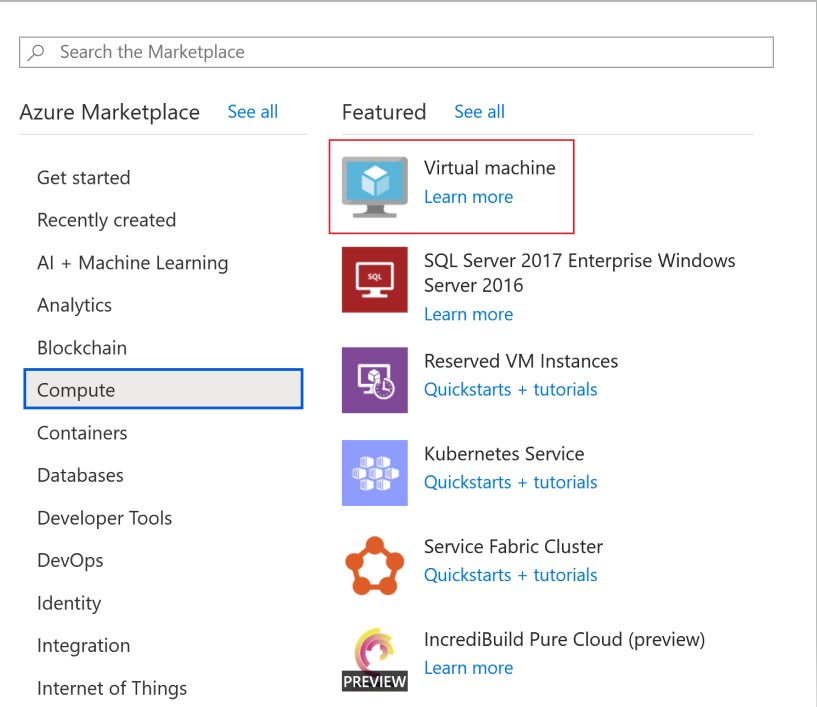 Search the Marketplace
Azure Marketplace See all
Get started
Recently created
AI + Machine Learning
Analytics
Blockchain
Compute
Containers
Databases
Developer Tools
DevOps
Identity
Integration
Internet of Things
Featured See all
Virtual machine
Learn more
SQL
SQL Server 2017 Enterprise Windows
Server 2016
Learn more
Reserved VM Instances
Quickstarts + tutorials
Kubernetes Service
Quickstarts + tutorials
Service Fabric Cluster
Quickstarts + tutorials
PREVIEW
IncrediBuild Pure Cloud (preview)
Learn more